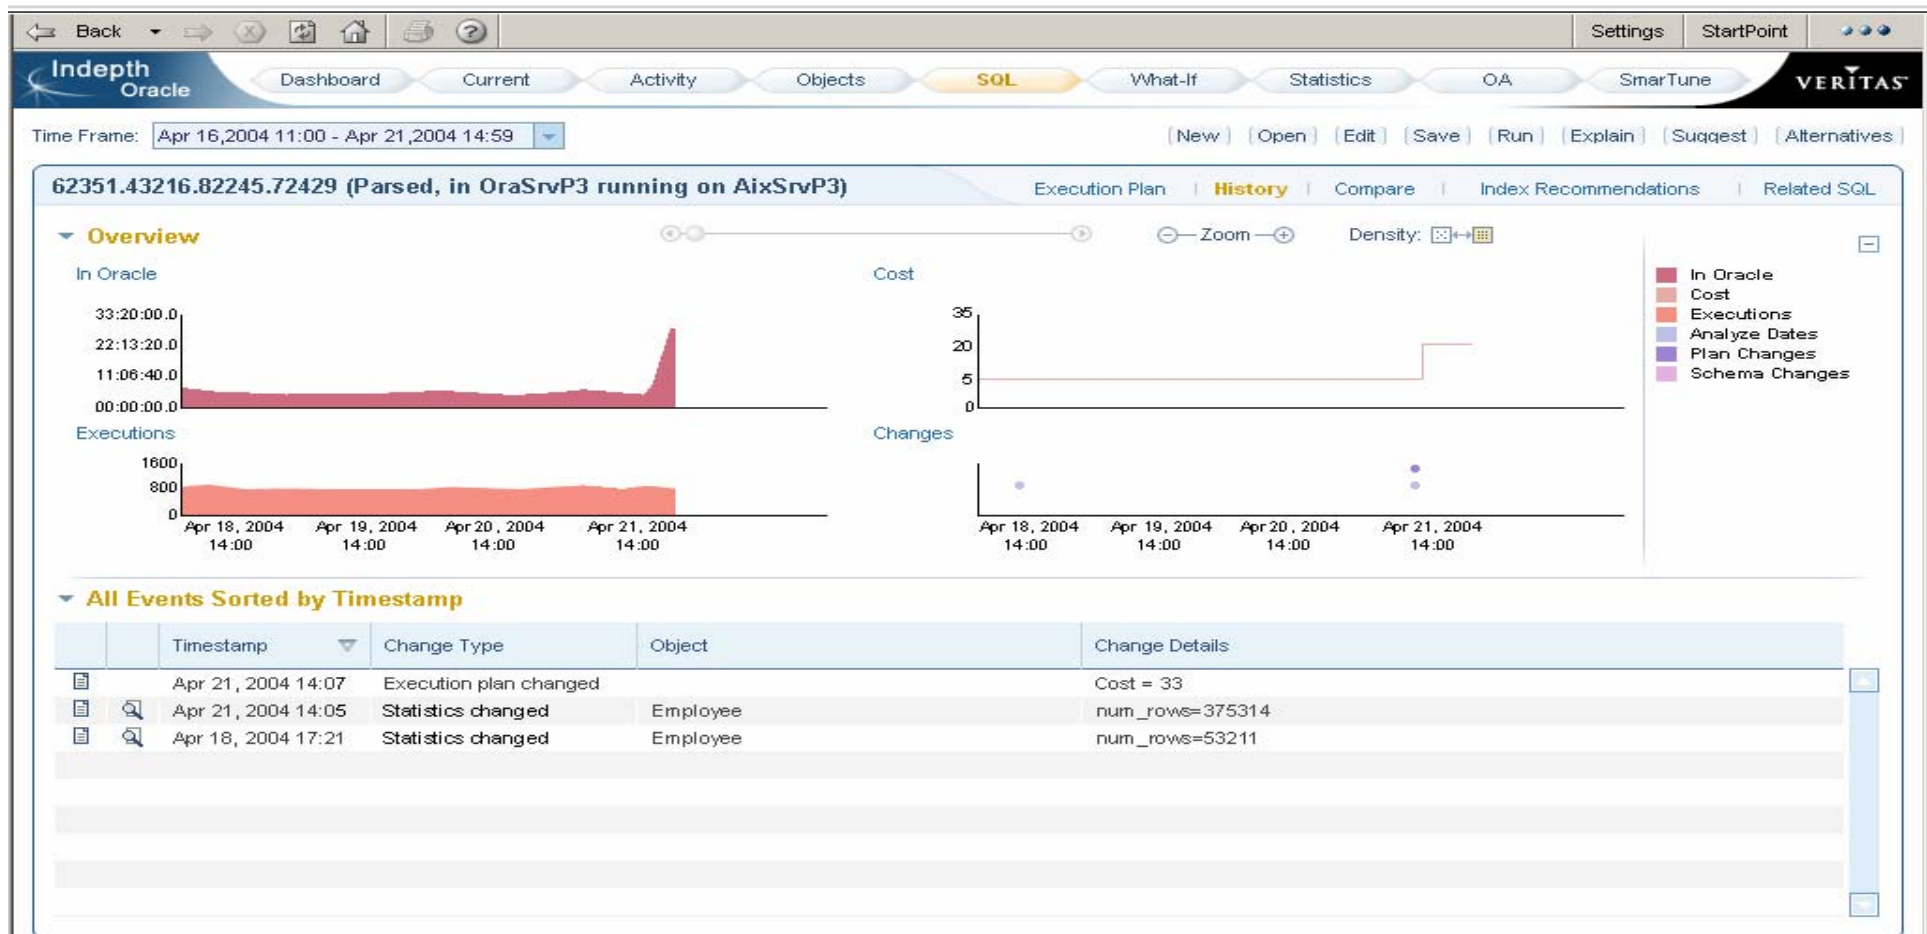 Back Settings StartPoint
Indepth Oracle Dashboard Current Activity Objects SQL What-If Statistics OA SmarTune VERITAS
Time Frame: Apr 16,2004 11:00 - Apr 21,2004 14:59 New Open Edit Save Run Explain Suggest Alternatives
62351.43216.82245.72429 (Parsed, in OraSrvP3 running on AixSrvP3) Execution Plan | History | Compare | Index Recommendations | Related SQL
Overview Zoom Density:
In Oracle
33:20:00.0
22:13:20.0
11:06:40.0
00:00:00.0
Cost
35
20
5
0
In Oracle
Cost
Executions
Analyze Dates
Plan Changes
Schema Changes
Executions
1600
800
0
Apr 18, 2004 Apr 19, 2004 Apr 20, 2004 Apr 21, 2004
14:00 14:00 14:00 14:00
Changes
Apr 18, 2004 Apr 19, 2004 Apr 20, 2004 Apr 21, 2004
14:00 14:00 14:00 14:00
All Events Sorted by Timestamp
Timestamp Change Type Object Change Details
Apr 21, 2004 14:07 Execution plan changed Cost = 33
Apr 21, 2004 14:05 Statistics changed Employee num_rows=375314
Apr 18, 2004 17:21 Statistics changed Employee num_rows=53211